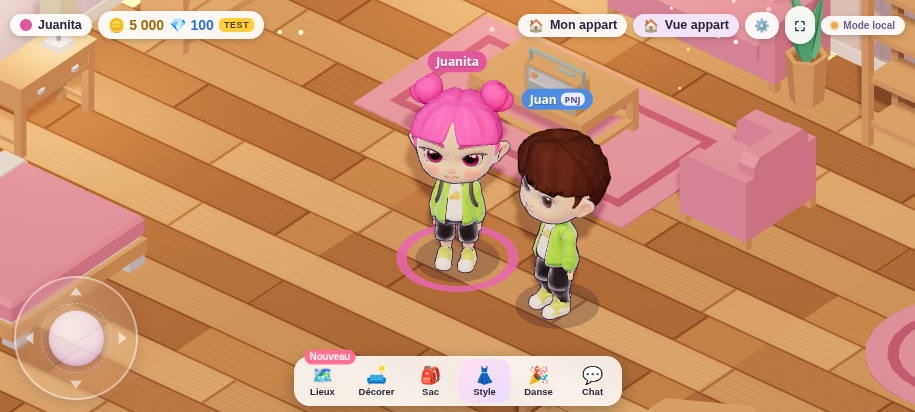 Juanita
5 000
100
TEST
Mon appart
Vue appart
Mode local
Juanita
Juan PNJ
Nouveau
Lieux
Décorer
Sac
Style
Danse
Chat